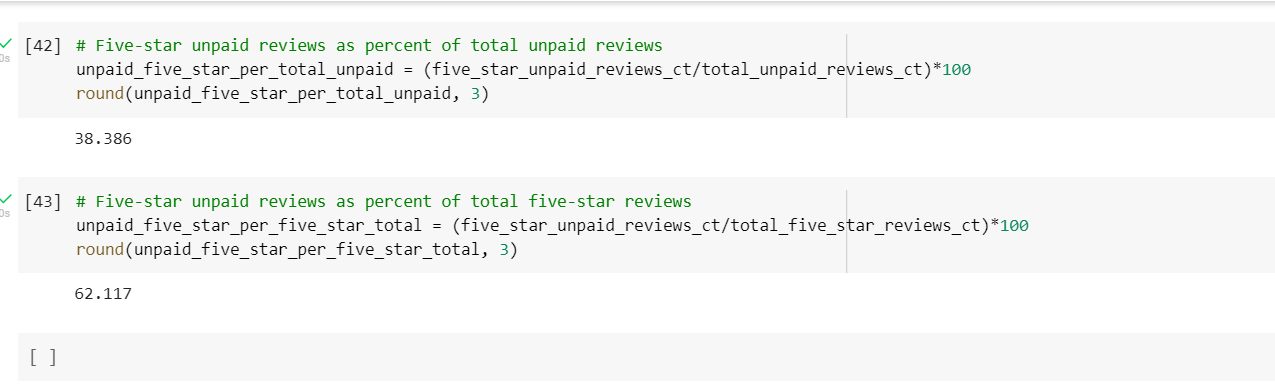 [42] # Five-star unpaid reviews as percent of total unpaid reviews
0s
unpaid_five_star_per_total_unpaid = (five_star_unpaid_reviews_ct/total_unpaid_reviews_ct)*100
round(unpaid_five_star_per_total_unpaid, 3)
38.386
[43] # Five-star unpaid reviews as percent of total five-star reviews
0s
unpaid_five_star_per_five_star_total = (five_star_unpaid_reviews_ct/total_five_star_reviews_ct)*100
round(unpaid_five_star_per_five_star_total, 3)
62.117
[ ]